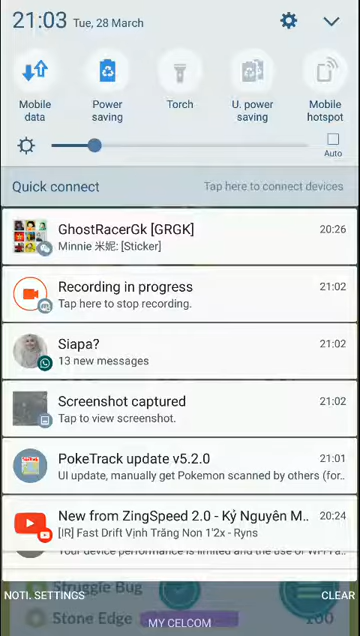 21:03 Tue, 28 March
Mobile data
Power saving
Torch
U. power saving
Mobile hotspot
Auto
Quick connect
Tap here to connect devices
GhostRacerGk [GRGK] 20:26
Minnie 米妮: [Sticker]
Recording in progress 21:02
Tap here to stop recording.
Siapa? 21:02
13 new messages
Screenshot captured 21:02
Tap to view screenshot.
PokeTrack update v5.2.0 21:01
UI update, manually get Pokemon scanned by others (for..
New from ZingSpeed 2.0 - Kỷ Nguyên M.. 20:24
[IR] Fast Drift Vịnh Trăng Non 1'2x - Ryns
Your device performance is limited and the use of Wi-Fi a..
Struggle Bug
NOTI. SETTINGS
CLEAR
Stone Edge
100
MY CELCOM